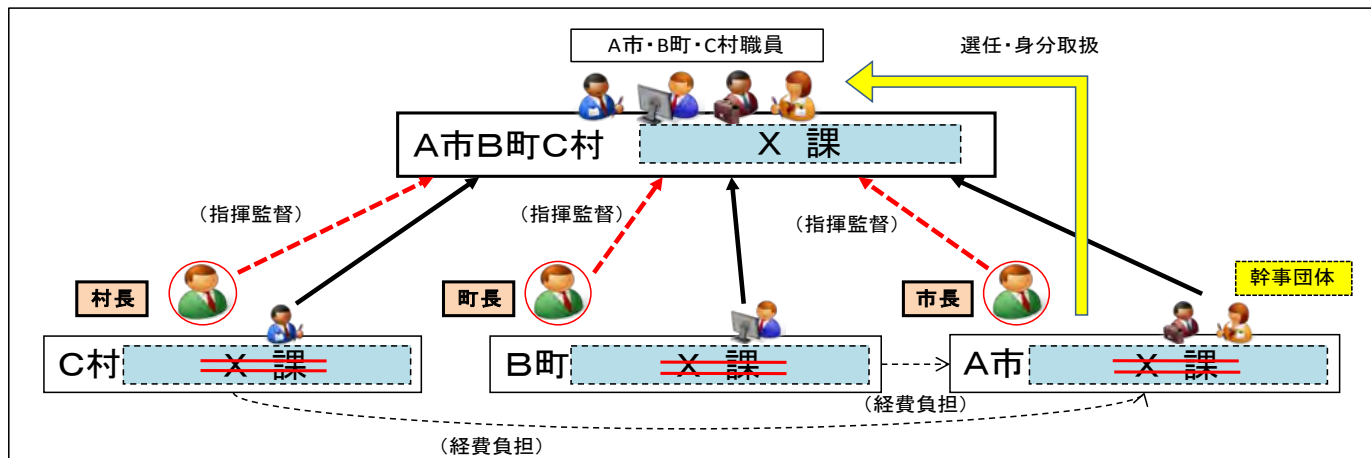 A市・B町・C村職員
選任・身分取扱
A市B町C村
X 課
(指揮監督)
(指揮監督)
(指揮監督)
村長
町長
市長
幹事団体
C村
X 課
B町
X 課
A市
X 課
(経費負担)
(経費負担)